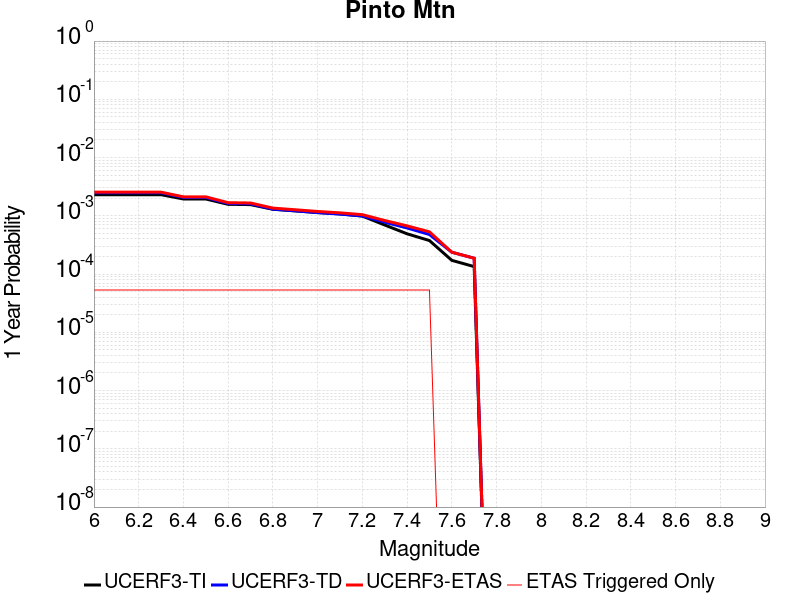 Pinto Mtn
10^0
10^-1
10^-2
10^-3
10^-4
10^-5
10^-6
10^-7
10^-8
1 Year Probability
6 6.2 6.4 6.6 6.8 7 7.2 7.4 7.6 7.8 8 8.2 8.4 8.6 8.8 9
Magnitude
UCERF3-TI UCERF3-TD UCERF3-ETAS ETAS Triggered Only